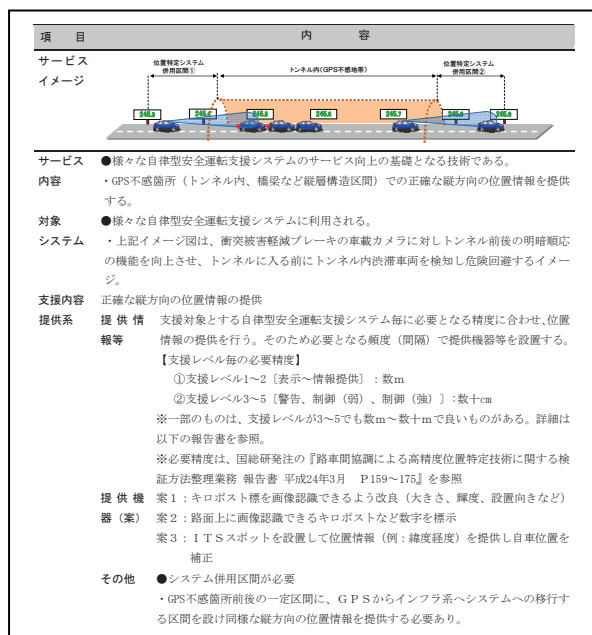 項　目　内　容
サービス
イメージ
位置特定システム
併用区間①
トンネル内(GPS不感地帯)
位置特定システム
併用区間②
245.5
245.6
245.7
サービス
内容
●様々な自律型安全運転支援システムのサービス向上の基礎となる技術である。
・GPS不感箇所（トンネル内、橋梁など縦層構造区間）での正確な縦方向の位置情報を提供
する。
対象
システム
●様々な自律型安全運転支援システムに利用される。
・上記イメージ図は、衝突被害軽減ブレーキの車載カメラに対しトンネル前後の明暗順応
の機能を向上させ、トンネルに入る前にトンネル内渋滞車両を検知し危険回避するイメー
ジ。
支援内容　正確な縦方向の位置情報の提供
提供系
提供情
報等
支援対象とする自律型安全運転支援システム毎に必要となる精度に合わせ、位置
情報の提供を行う。そのため必要となる頻度（間隔）で提供機器等を設置する。
【支援レベル毎の必要精度】
①支援レベル1~2〔表示～情報提供〕：数m
②支援レベル3~5〔警告、制御（弱）、制御（強）〕：数十cm
※一部のものは、支援レベルが3~5でも数m～数十mで良いものがある。詳細は
以下の報告書を参照。
※必要精度は、国総研発注の『路車間協調による高精度位置特定技術に関する検
証方法整理業務 報告書 平成24年3月　P159～175』を参照
提供機
器（案）
案1：キロポスト標を画像認識できるよう改良（大きさ、輝度、設置向きなど）
案2：路面上に画像認識できるキロポストなど数字を標示
案3：ＩＴＳスポットを設置して位置情報（例：緯度経度）を提供し自車位置を
補正
その他
●システム併用区間が必要
・GPS不感箇所前後の一定区間に、ＧＰＳからインフラ系へシステムへの移行す
る区間を設け同様な縦方向の位置情報を提供する必要あり。